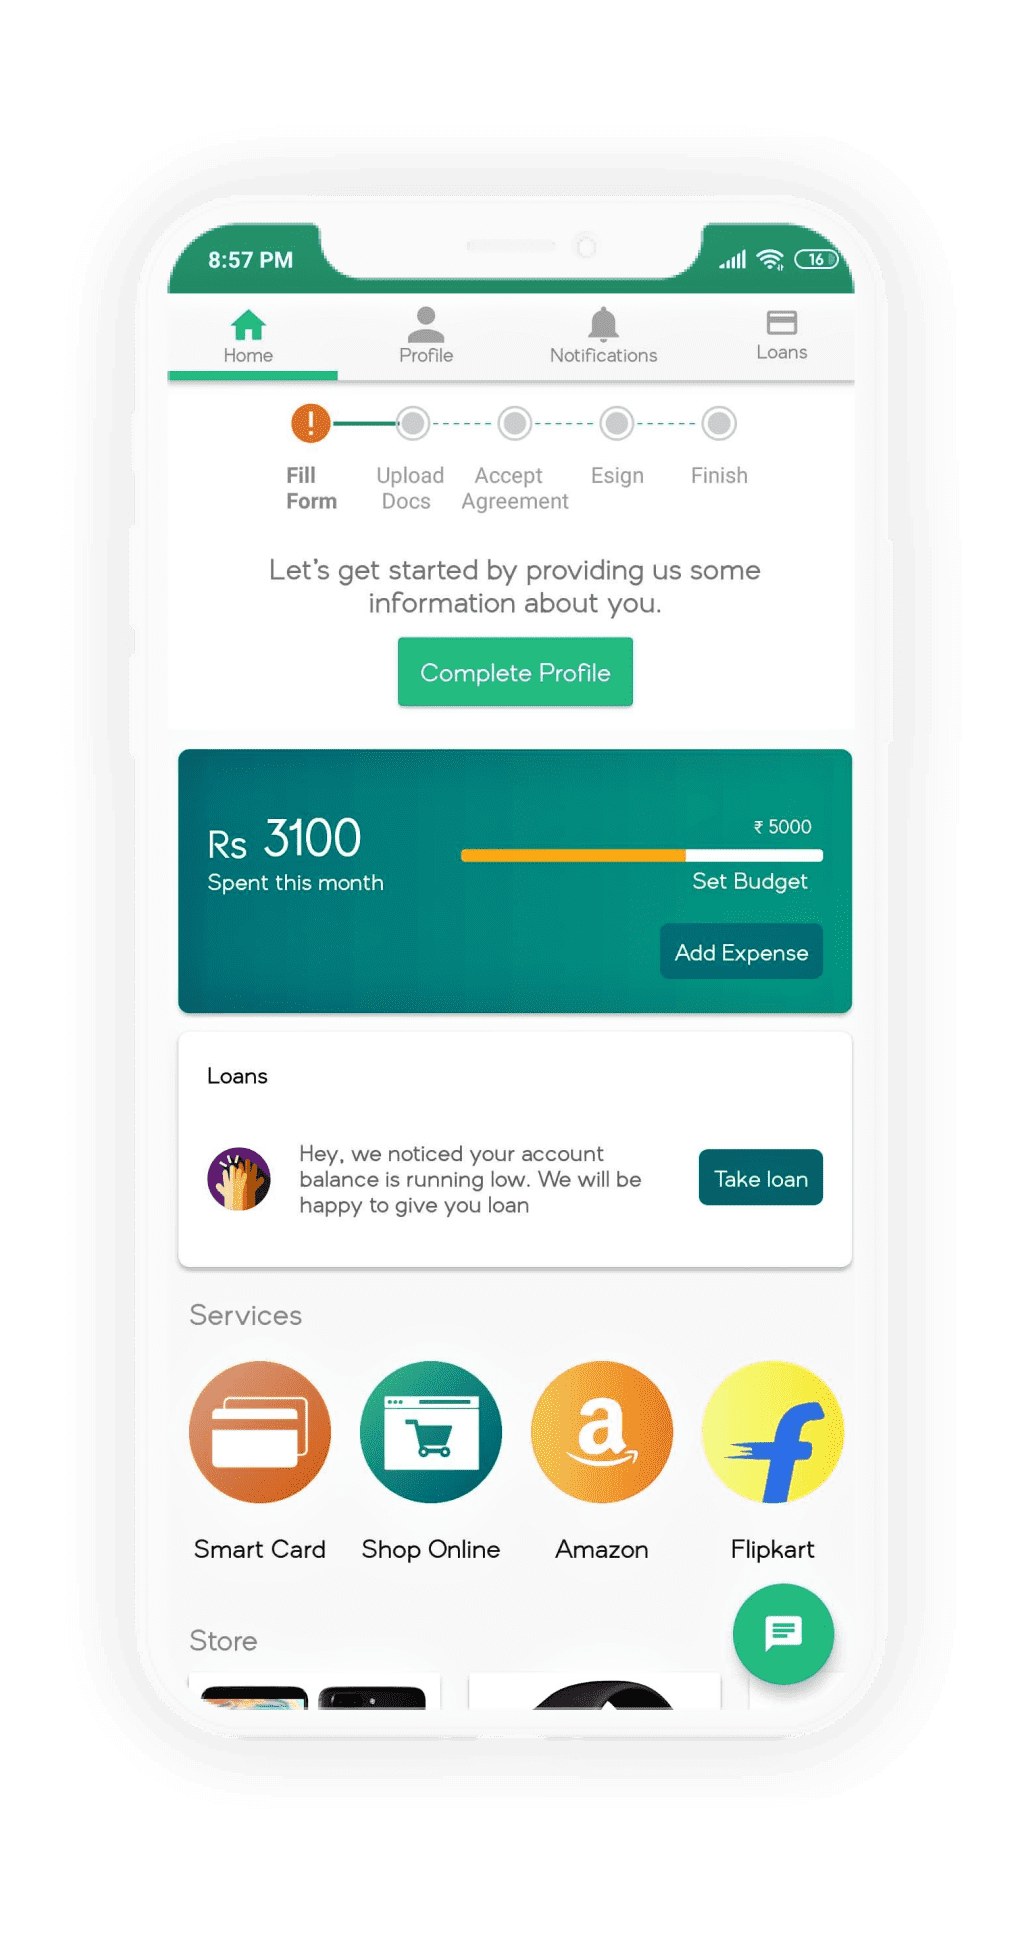 8:57 PM
16
Home
Profile
Notifications
Loans
Fill
Form
Upload
Docs
Accept
Agreement
Esign
Finish
Let's get started by providing us some
information about you.
Complete Profile
Rs 3100
Spent this month
₹ 5000
Set Budget
Add Expense
Loans
Hey, we noticed your account
balance is running low. We will be
happy to give you loan
Take loan
Services
a
f
Smart Card
Shop Online
Amazon
Flipkart
Store